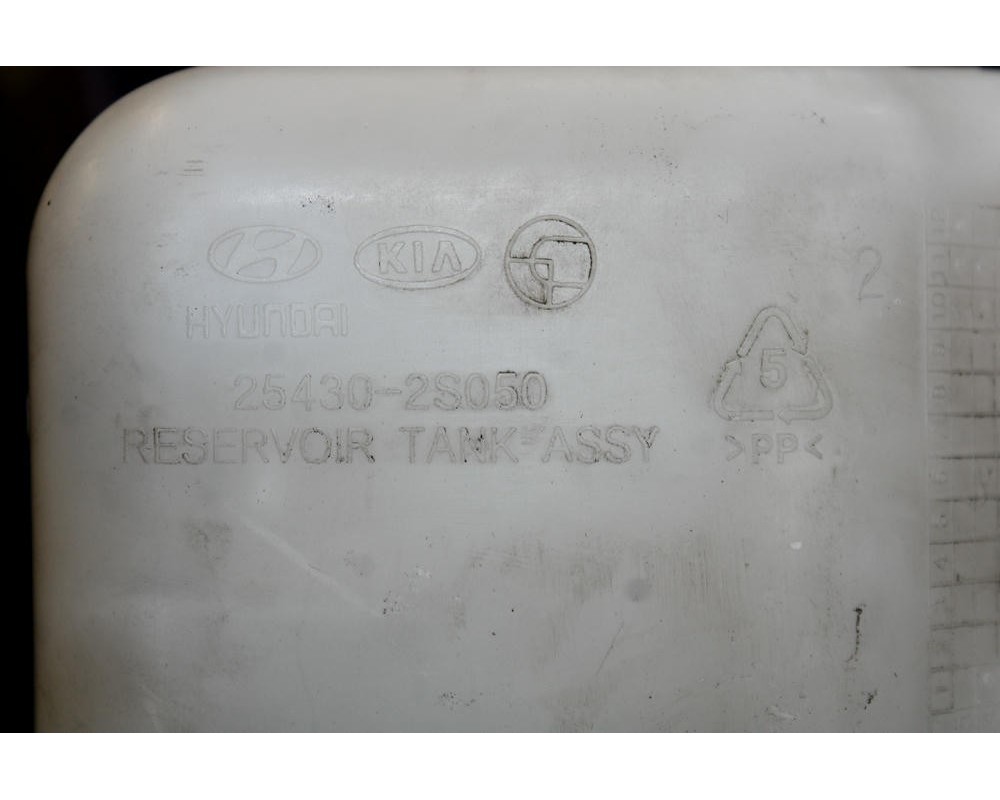 KIA
HYUNDAI
2
5
25430-2S050
RESERVOIR TANK ASSY
>PP<